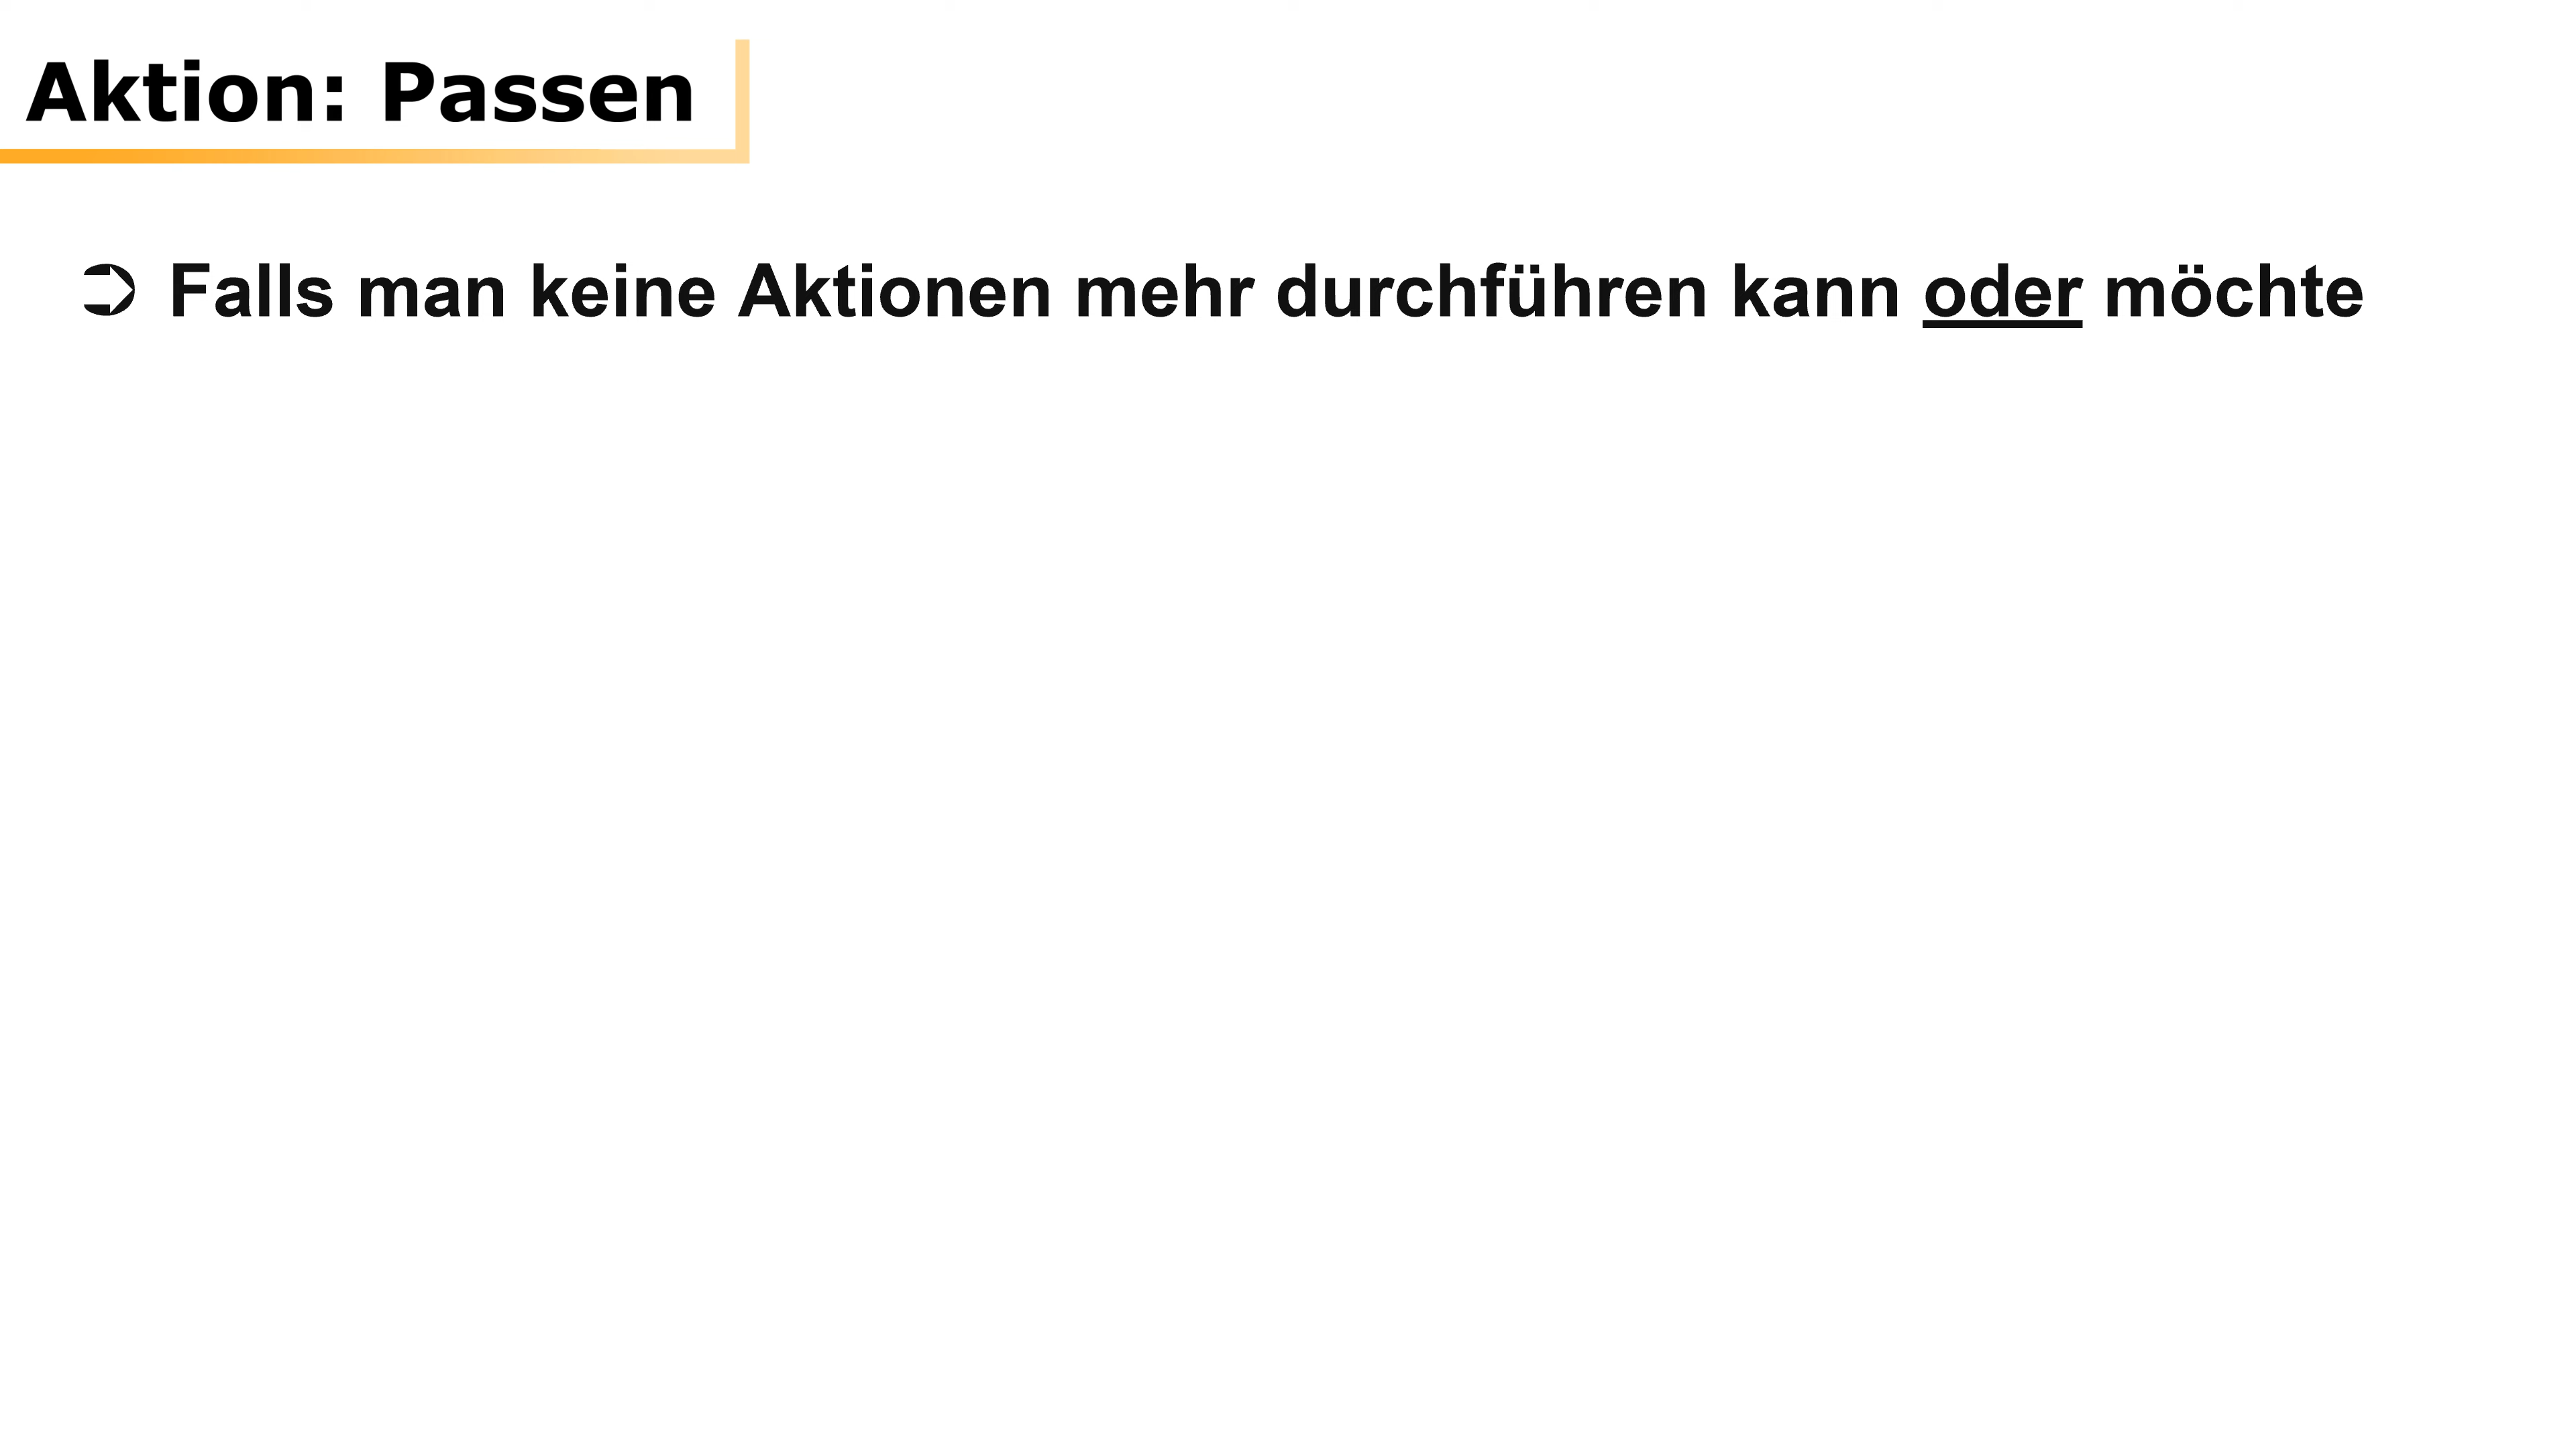 Aktion: Passen
➲ Falls man keine Aktionen mehr durchführen kann oder möchte